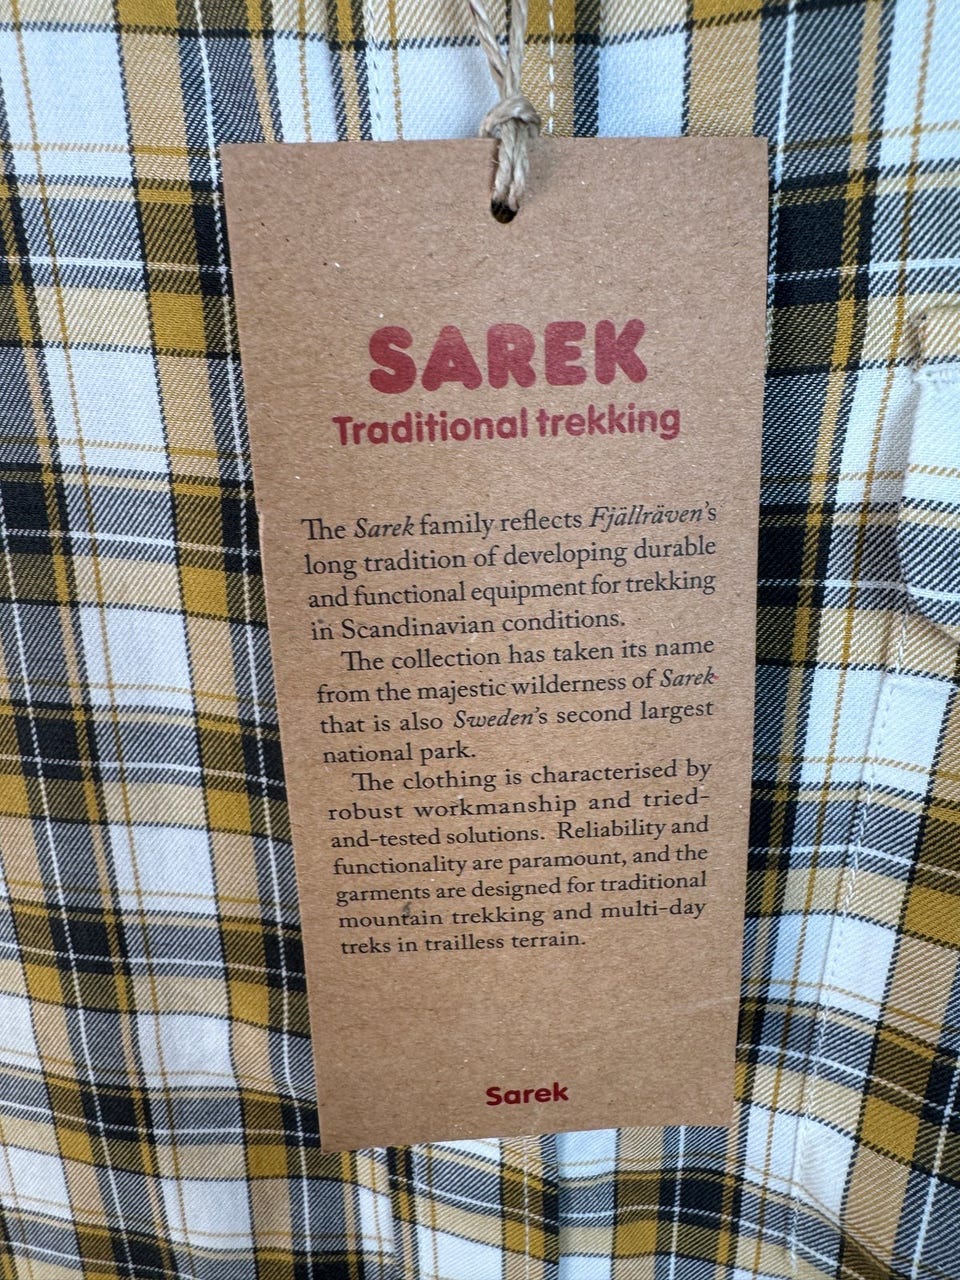 SAREK
Traditional trekking
The Sarek family reflects Fjällräven's
long tradition of developing durable
and functional equipment for trekking
in Scandinavian conditions.
The collection has taken its name
from the majestic wilderness of Sarek
that is also Sweden's second largest
national park.
The clothing is characterised by
robust workmanship and tried-
and-tested solutions. Reliability and
functionality are paramount, and the
garments are designed for traditional
mountain trekking and multi-day
treks in trailless terrain.
Sarek